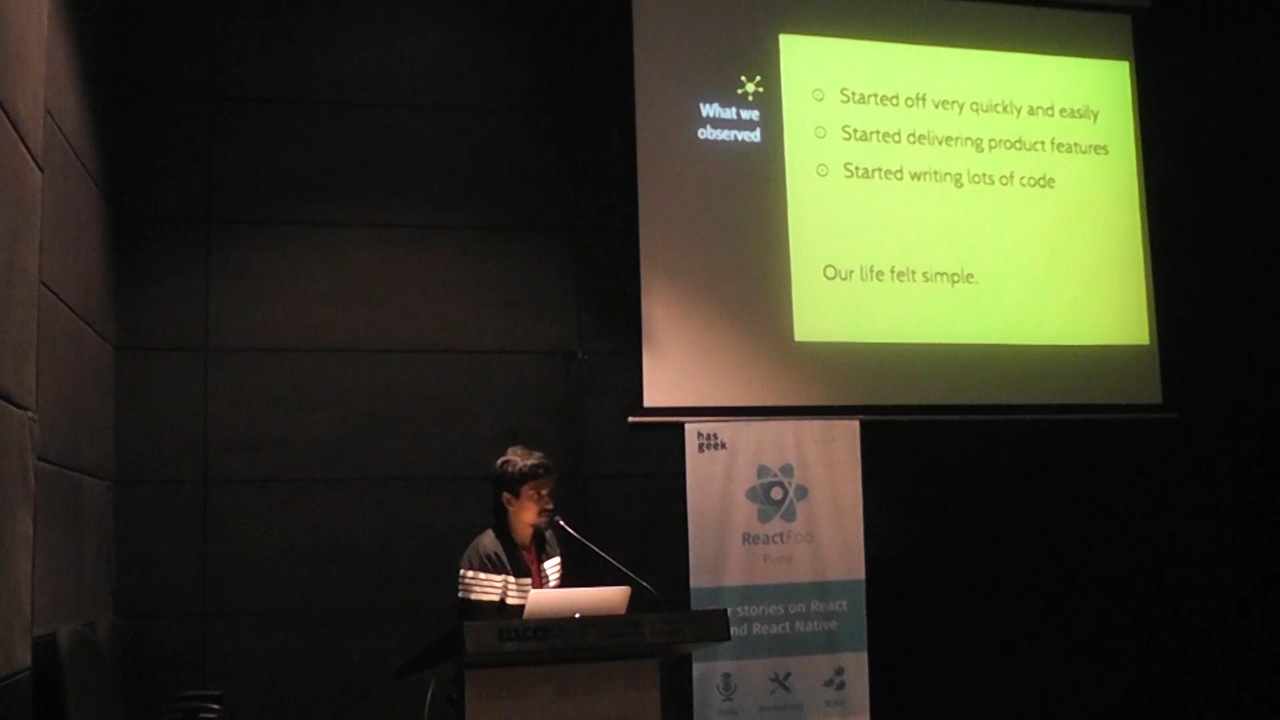 What we
observed
Started off very quickly and easily
Started delivering product features
Started writing lots of code
Our life felt simple.
has
geek
ReactFoo
Pune
stories on React
React Native